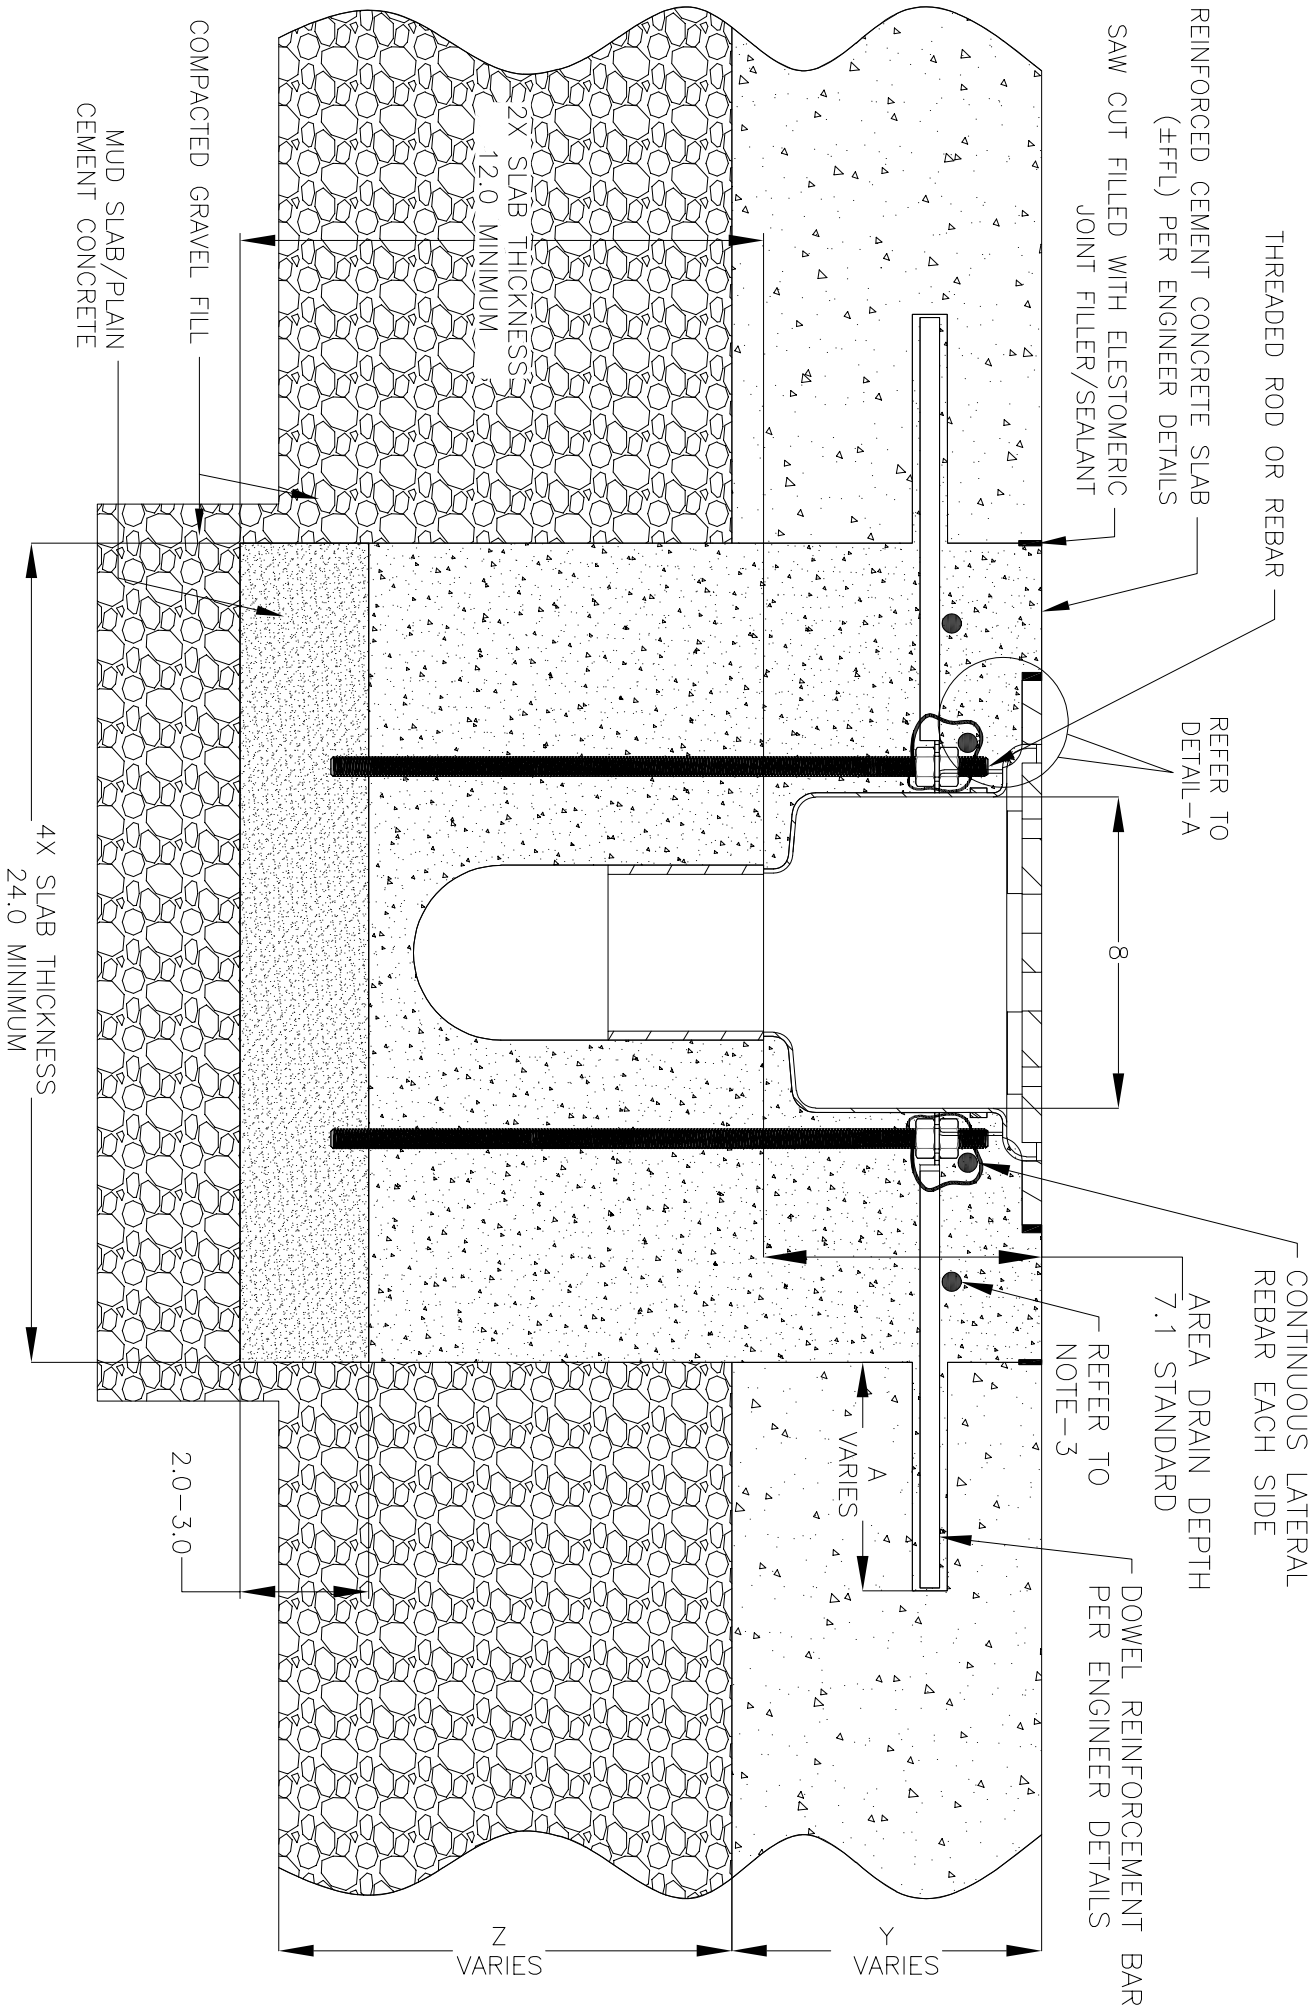 THREADED ROD OR REBAR
REINFORCED CEMENT CONCRETE SLAB
(±FFL) PER ENGINEER DETAILS
SAW CUT FILLED WITH ELESTOMERIC
JOINT FILLER/SEALANT
REFER TO
DETAIL-A
CONTINUOUS LATERAL
REBAR EACH SIDE
AREA DRAIN DEPTH
7.1 STANDARD
REFER TO
NOTE-3
DOWEL REINFORCEMENT BAR
PER ENGINEER DETAILS
8
A
VARIES
Y
VARIES
Z
VARIES
2X SLAB THICKNESS
12.0 MINIMUM
COMPACTED GRAVEL FILL
MUD SLAB/PLAIN
CEMENT CONCRETE
2.0-3.0
4X SLAB THICKNESS
24.0 MINIMUM